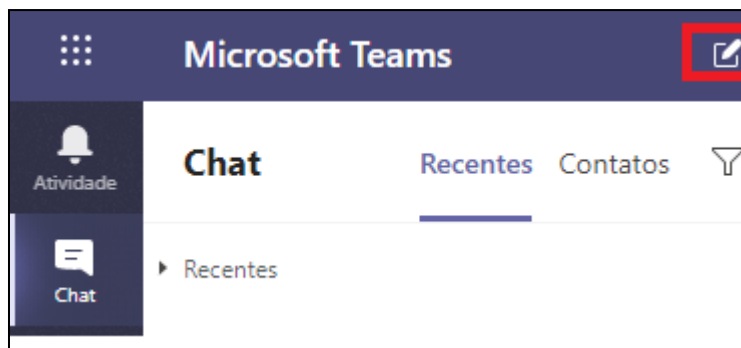 Microsoft Teams
Atividade
Chat Recentes Contatos
Chat
Recentes